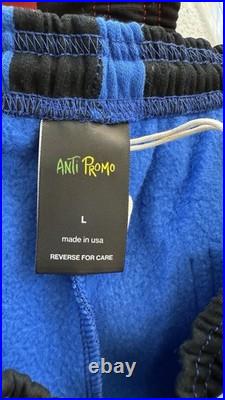 ANTI PROMO
L
made in usa
REVERSE FOR CARE